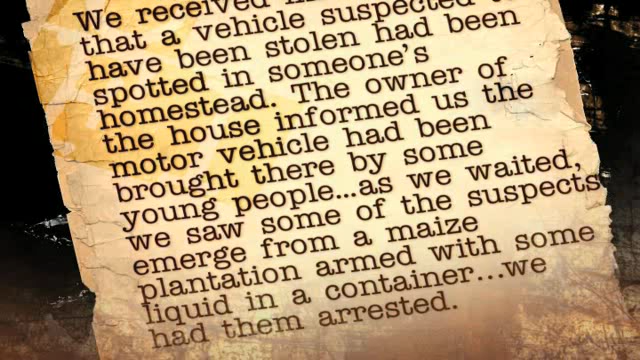 We received
that a vehicle suspected
have been stolen had been
spotted in someone's
homestead. The owner of
the house informed us the
motor vehicle had been
brought there by some
young people...as we waited,
we saw some of the suspects
emerge from a maize
plantation armed with some
liquid in a container...we
had them arrested.